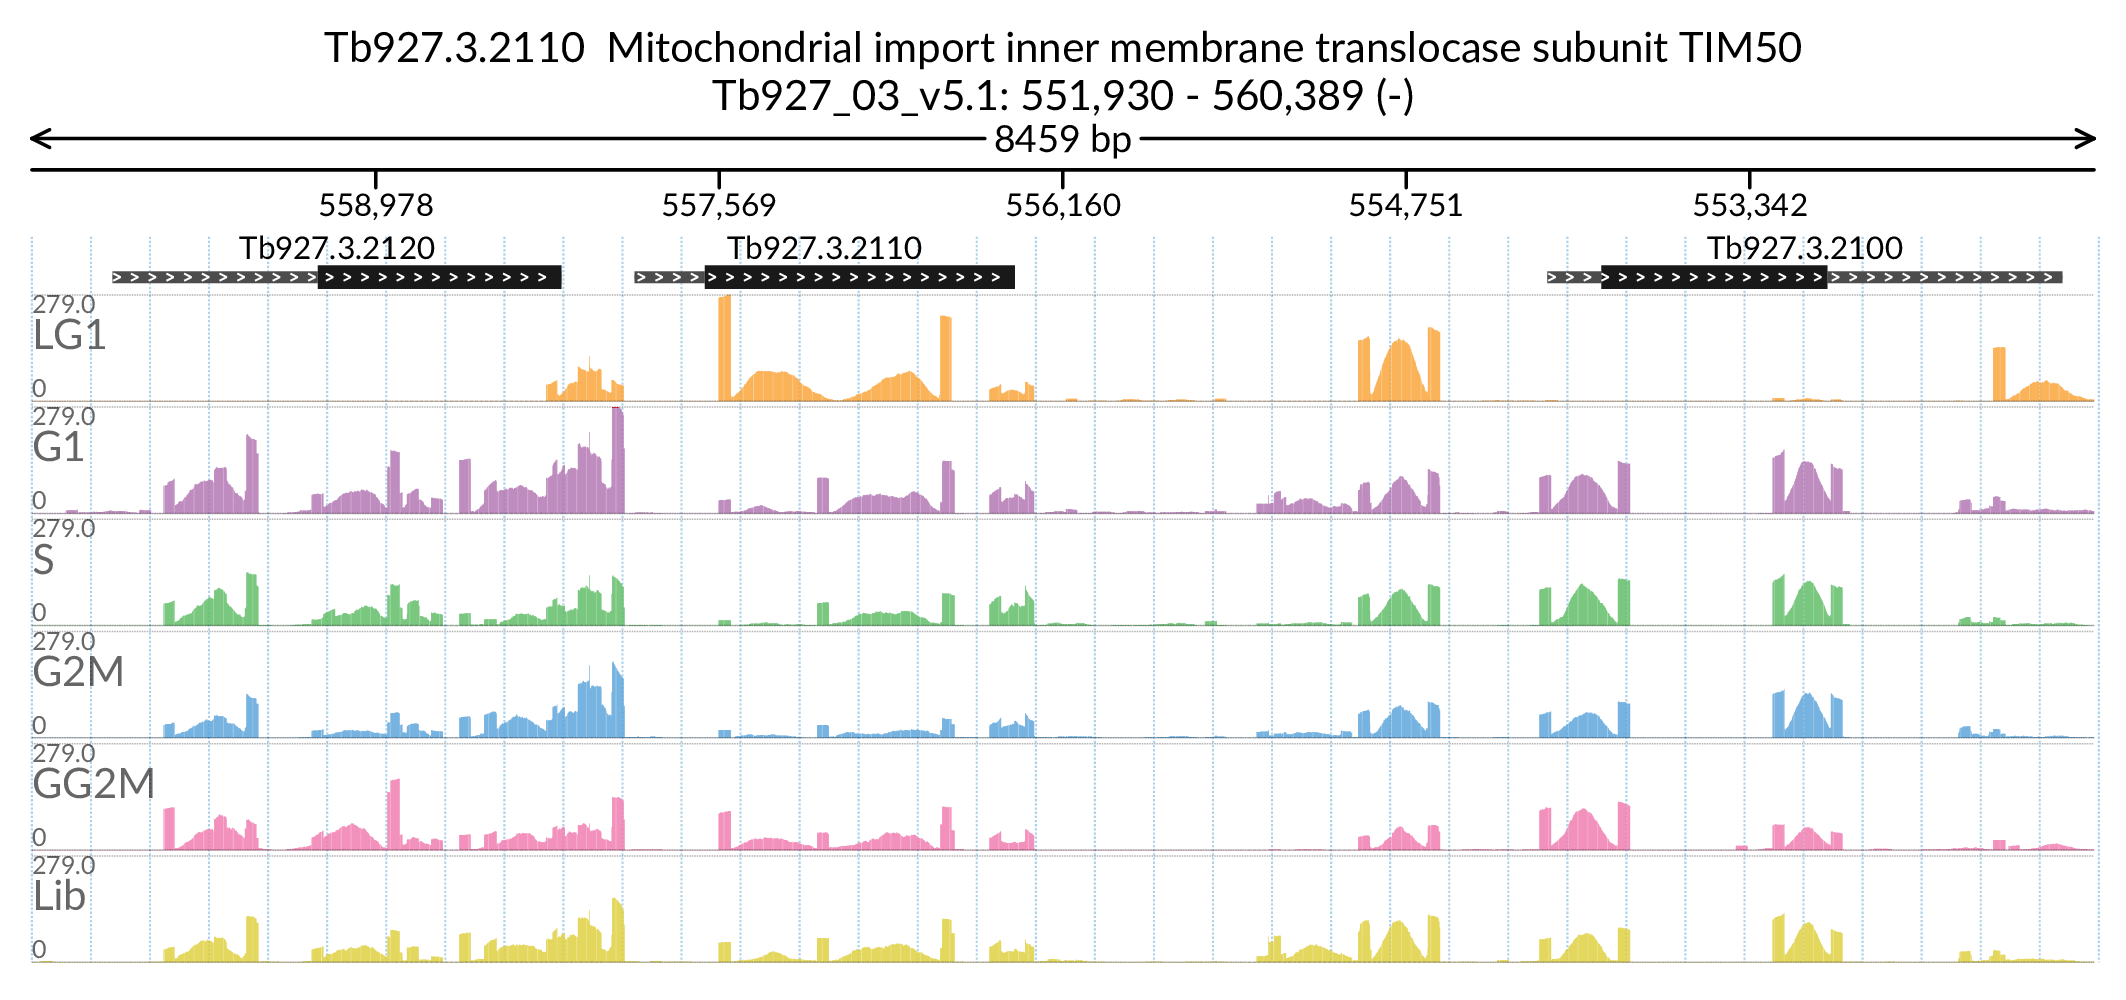 Tb927.3.2110 Mitochondrial import inner membrane translocase subunit TIM50
Tb927_03_v5.1: 551,930 - 560,389 (-)
8459 bp
558,978 557,569 556,160 554,751 553,342
Tb927.3.2120 Tb927.3.2110 Tb927.3.2100
279.0
LG1
0
279.0
G1
0
279.0
S
0
279.0
G2M
0
279.0
GG2M
0
279.0
Lib
0